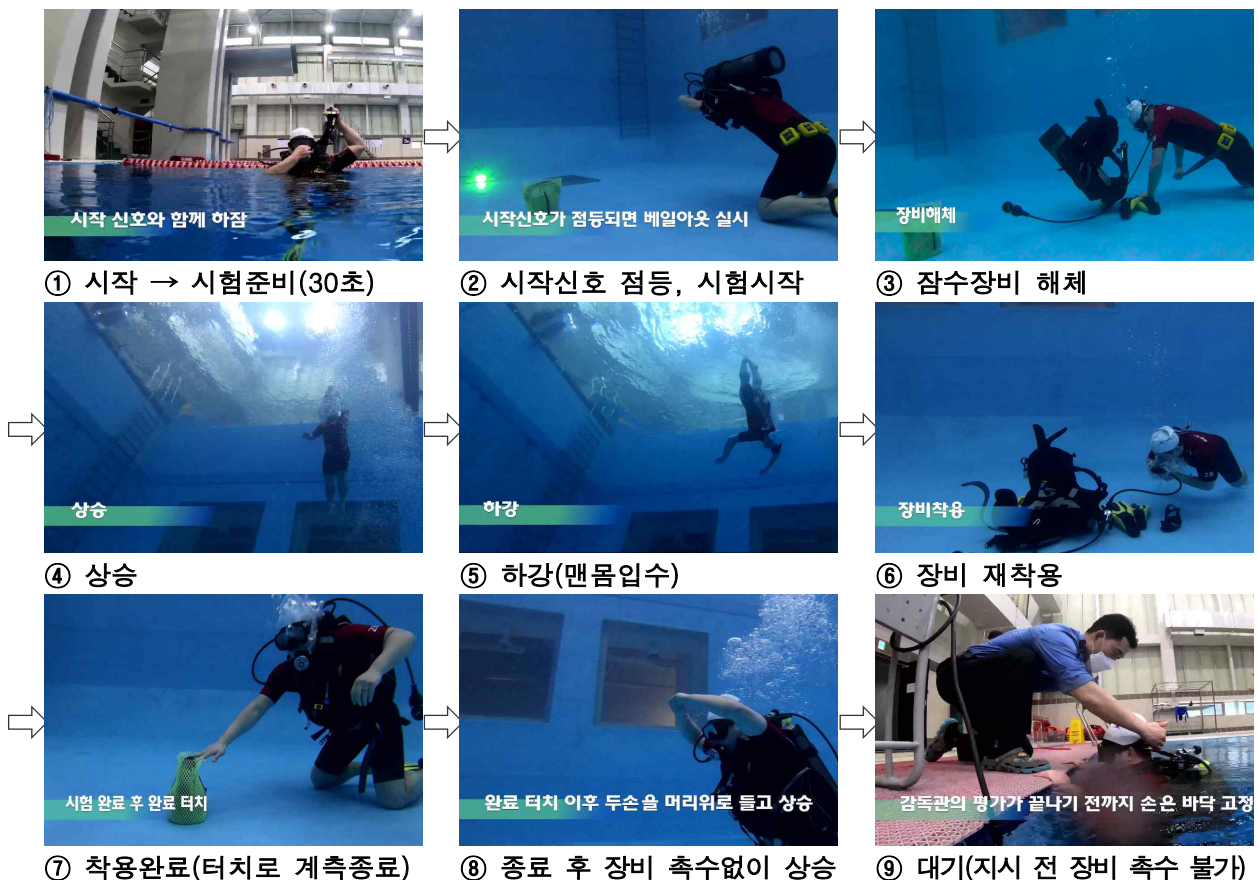 시작 신호와 함께 하잠
① 시작 → 시험준비(30초)
시작신호가 점등되면 베일아웃 실시
② 시작신호 점등, 시험시작
장비해체
③ 잠수장비 해체
상승
④ 상승
하강
⑤ 하강(맨몸입수)
장비착용
⑥ 장비 재착용
시험 완료 후 완료 터치
⑦ 착용완료(터치로 계측종료)
완료 터치 이후 두손을 머리위로 들고 상승
⑧ 종료 후 장비 촉수없이 상승
감독관의 평가가 끝나기 전까지 손은 바닥 고정
⑨ 대기(지시 전 장비 촉수 불가)